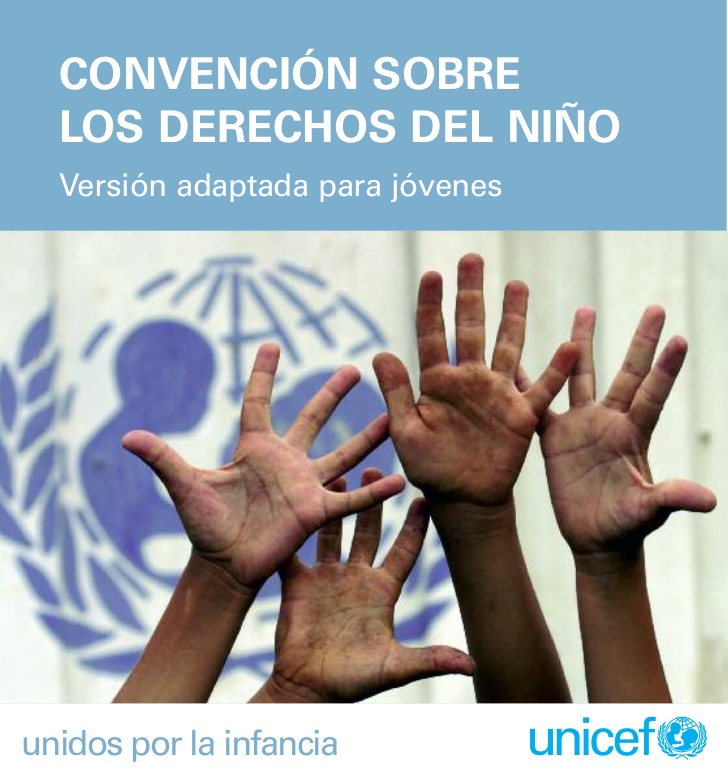 CONVENCIÓN SOBRE
LOS DERECHOS DEL NIÑO
Versión adaptada para jóvenes
unidos por la infancia
unicef